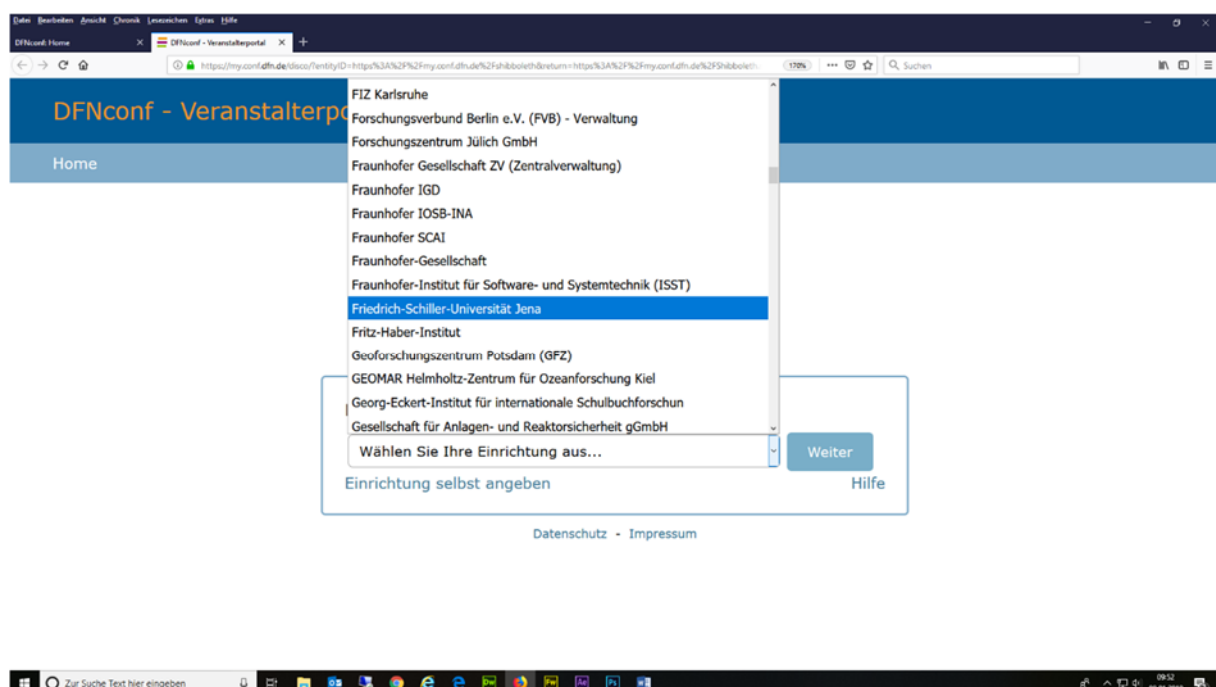 Datei Bearbeiten Ansicht Chronik Lesezeichen Extras Hilfe
DFNconf: Home
DFNconf - Veranstalterportal
https://my.conf.dfn.de/disco/?entityID=https%3A%2F%2Fmy.conf.dfn.de%2Fshibboleth&return=https%3A%2F%2Fmy.conf.dfn.de%2FShibboleth.
170%
Suchen
DFNconf - Veranstalterpo
Home
FIZ Karlsruhe
Forschungsverbund Berlin e.V. (FVB) - Verwaltung
Forschungszentrum Jülich GmbH
Fraunhofer Gesellschaft ZV (Zentralverwaltung)
Fraunhofer IGD
Fraunhofer IOSB-INA
Fraunhofer SCAI
Fraunhofer-Gesellschaft
Fraunhofer-Institut für Software- und Systemtechnik (ISST)
Friedrich-Schiller-Universität Jena
Fritz-Haber-Institut
Geoforschungszentrum Potsdam (GFZ)
GEOMAR Helmholtz-Zentrum für Ozeanforschung Kiel
Georg-Eckert-Institut für internationale Schulbuchforschun
Gesellschaft für Anlagen- und Reaktorsicherheit gGmbH
Wählen Sie Ihre Einrichtung aus...
Weiter
Einrichtung selbst angeben
Hilfe
Datenschutz - Impressum
Zur Suche Text hier eingeben
Dw
Fw
Ae
Ps
09:52